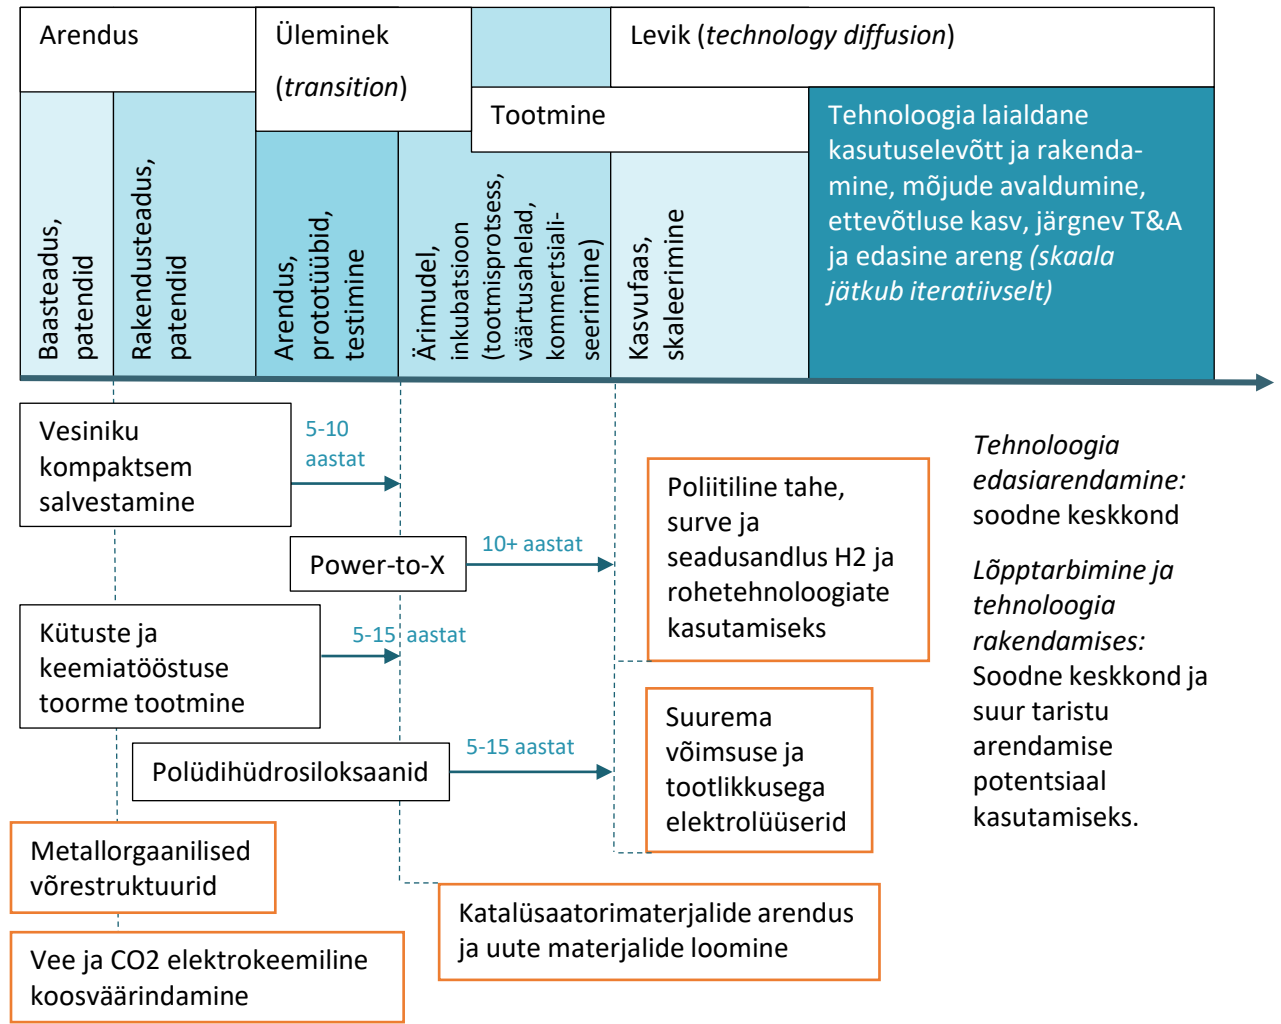 Arendus
Üleminek
(transition)
Levik (technology diffusion)
Tootmine
Baasteadus,
patendid
Rakendusteadus,
patendid
Arendus,
prototüübid,
testimine
Ärimudel,
inkubatsioon
(tootmisprotsess,
väärtusahelad,
kommertsiali-
seerimine)
Kasvufaas,
skaleerimine
Tehnoloogia laialdane
kasutuselevõtt ja rakenda-
mine, mõjude avaldumine,
ettevõtluse kasv, järgnev T&A
ja edasine areng (skaala
jätkub iteratiivselt)
Vesiniku
kompaktsem
salvestamine
5-10
aastat
Power-to-X
10+ aastat
Kütuste ja
keemiatööstuse
toorme tootmine
5-15 aastat
Polüdihüdrosiloksaanid
5-15 aastat
Metallorgaanilised
võrestruktuurid
Vee ja CO2 elektrokeemiline
koosväärindamine
Katalüsaatorimaterjalide arendus
ja uute materjalide loomine
Poliitiline tahe,
surve ja
seadusandlus H2 ja
rohetehnoloogiate
kasutamiseks
Suurema
võimsuse ja
tootlikkusega
elektrolüüserid
Tehnoloogia
edasiarendamine:
soodne keskkond
Lõpptarbimine ja
tehnoloogia
rakendamises:
Soodne keskkond ja
suur taristu
arendamise
potentsiaal
kasutamiseks.